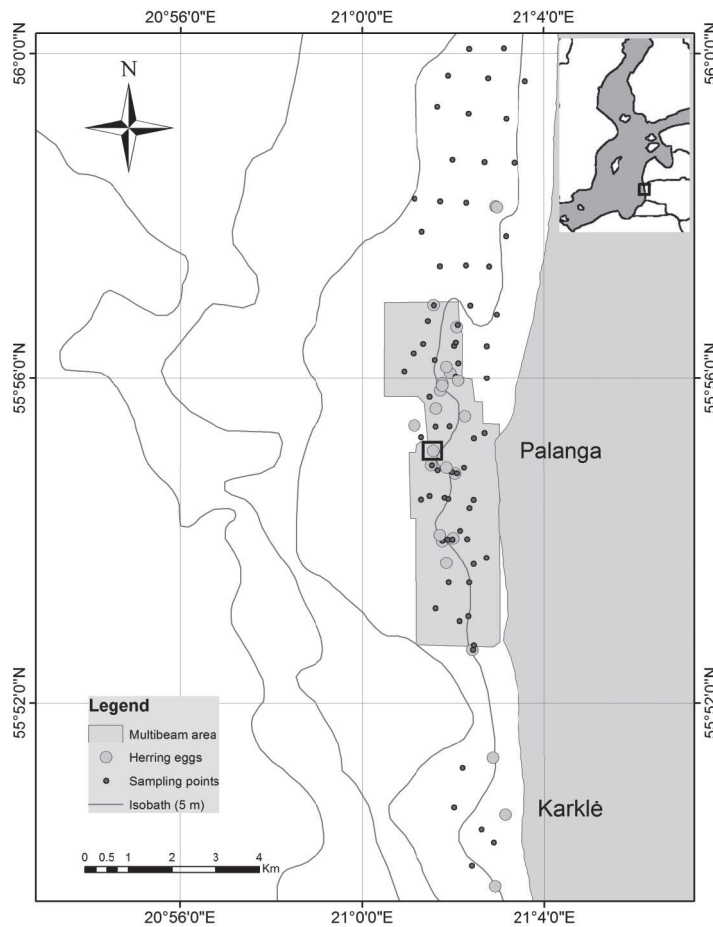 20°56'0"E 21°0'0"E 21°4'0"E
56°0'0"N 56°0'0"N
N
55°56'0"N 55°56'0"N
Palanga
55°52'0"N 55°52'0"N
Legend
Multibeam area
Herring eggs
Sampling points
Isobath (5 m)
Karklė
0 0.5 1 2 3 4
Km
20°56'0"E 21°0'0"E 21°4'0"E